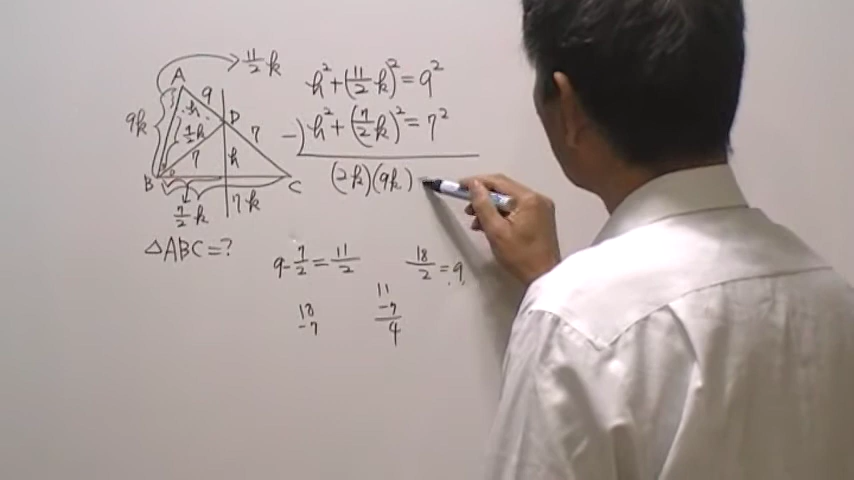 11/2 k
A
9
h
9k
7/2 k
D
7
7
h
B
C
7/2 k
7k
△ABC=?
h² + (11/2 k)² = 9²
−) h² + (7/2 k)² = 7²
(2k)(9k)
9 - 7/2 = 11/2
18/2 = 9
18
-7
11
-7
4